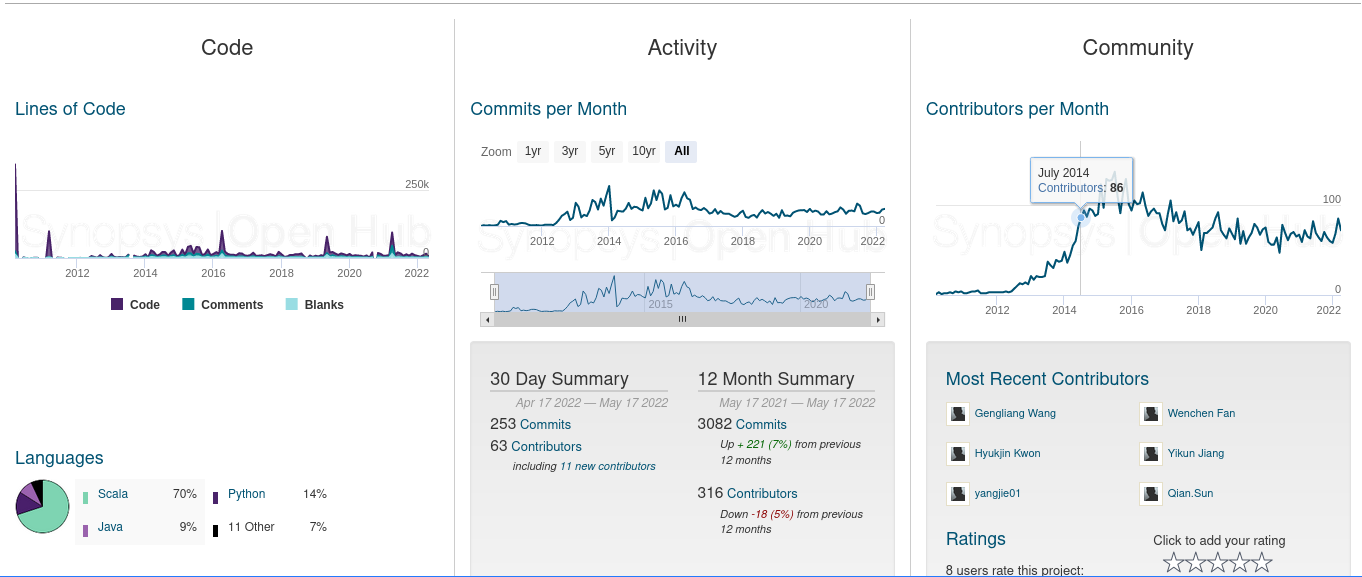 Code
Lines of Code
250k
0
Synopsys | Open Hub
2012 2014 2016 2018 2020 2022
Code Comments Blanks
Languages
Scala 70% Python 14%
Java 9% 11 Other 7%
Activity
Commits per Month
Zoom 1yr 3yr 5yr 10yr All
0
2012 2014 2016 2018 2020 2022
2015 2020
30 Day Summary
Apr 17 2022 — May 17 2022
253 Commits
63 Contributors
including 11 new contributors
12 Month Summary
May 17 2021 — May 17 2022
3082 Commits
Up + 221 (7%) from previous
12 months
316 Contributors
Down -18 (5%) from previous
12 months
Community
Contributors per Month
July 2014
Contributors: 86
100
0
2012 2014 2016 2018 2020 2022
Most Recent Contributors
Gengliang Wang Wenchen Fan
Hyukjin Kwon Yikun Jiang
yangjie01 Qian.Sun
Ratings
Click to add your rating
8 users rate this project: